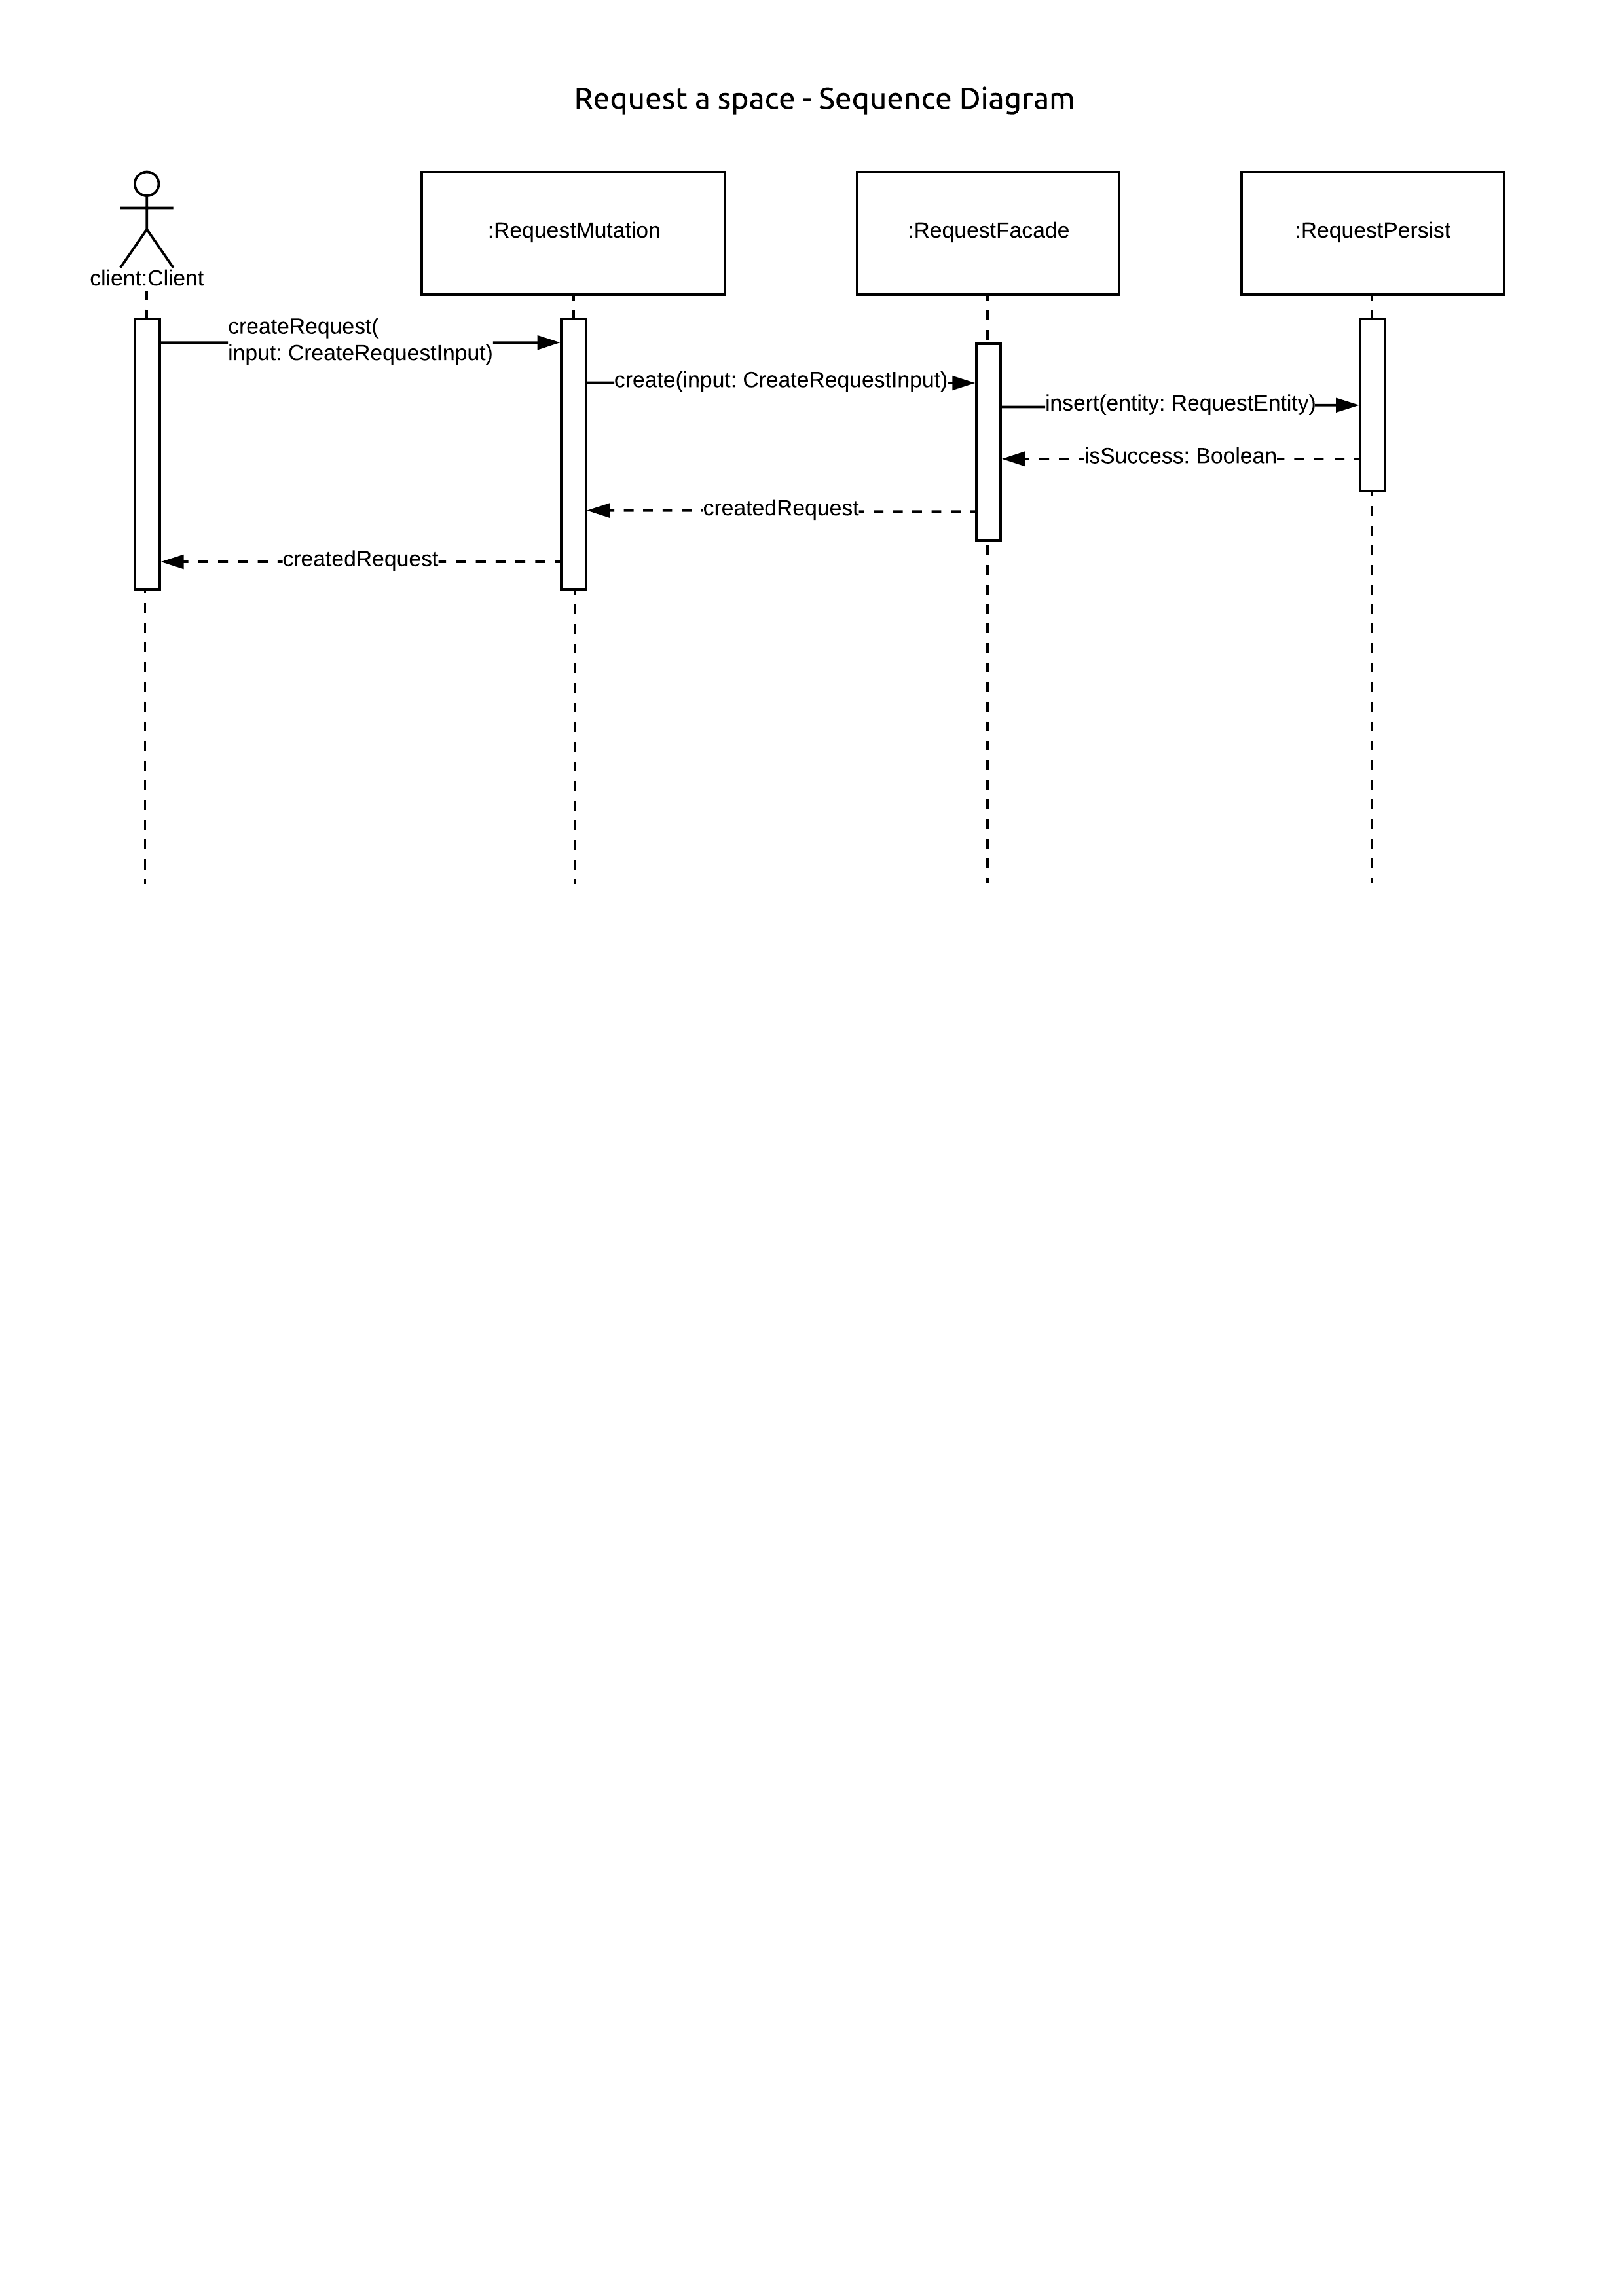 Request a space - Sequence Diagram
client:Client
:RequestMutation
:RequestFacade
:RequestPersist
createRequest(
input: CreateRequestInput)
create(input: CreateRequestInput)
insert(entity: RequestEntity)
isSuccess: Boolean
createdRequest
createdRequest